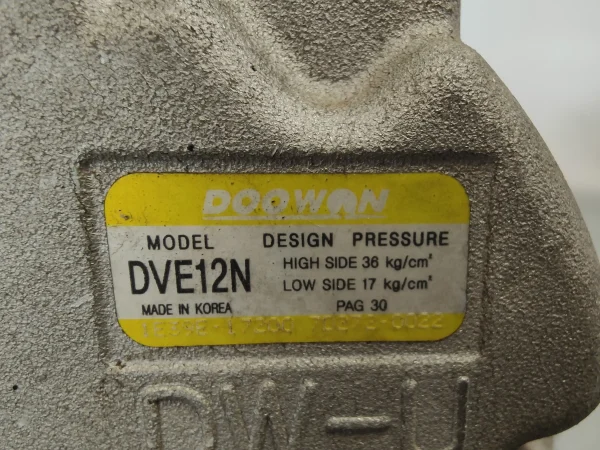 DOOWON
MODEL DESIGN PRESSURE
DVE12N HIGH SIDE 36 kg/cm²
LOW SIDE 17 kg/cm²
MADE IN KOREA PAG 30
DW-U